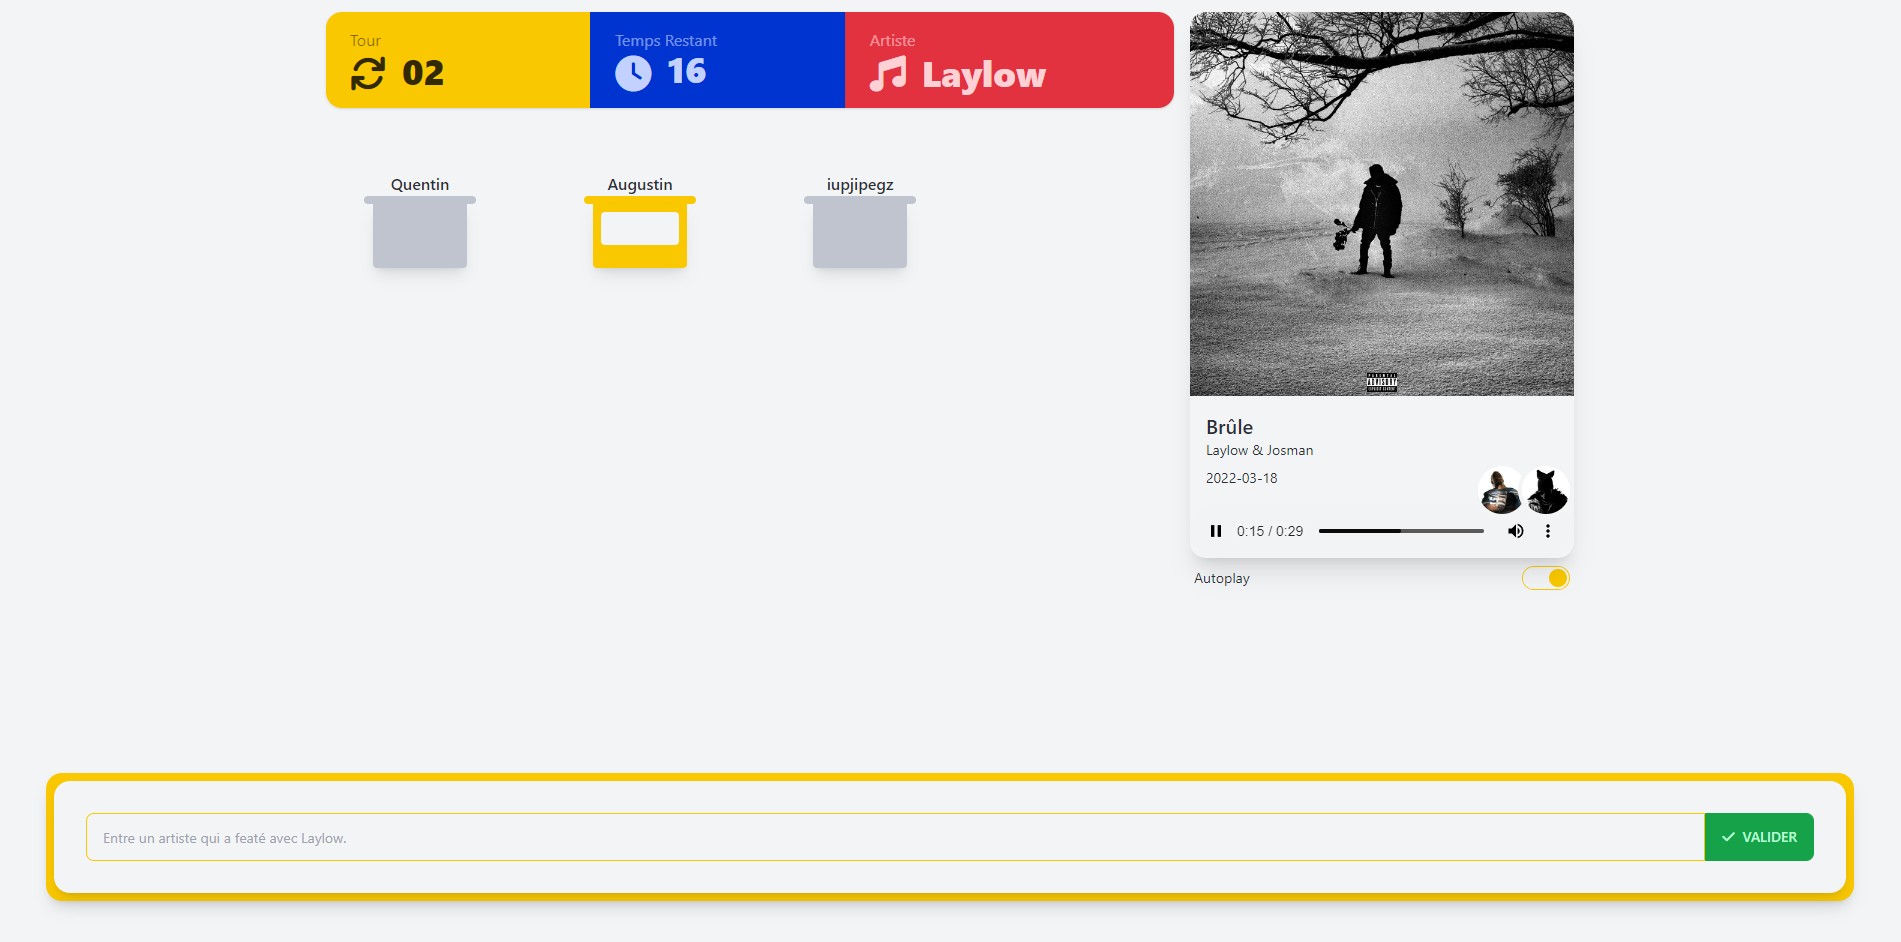 Tour
02
Temps Restant
16
Artiste
Laylow
Quentin
Augustin
iupjipegz
ADVISORY
Brûle
Laylow & Josman
2022-03-18
0:15 / 0:29
Autoplay
Entre un artiste qui a featé avec Laylow.
VALIDER